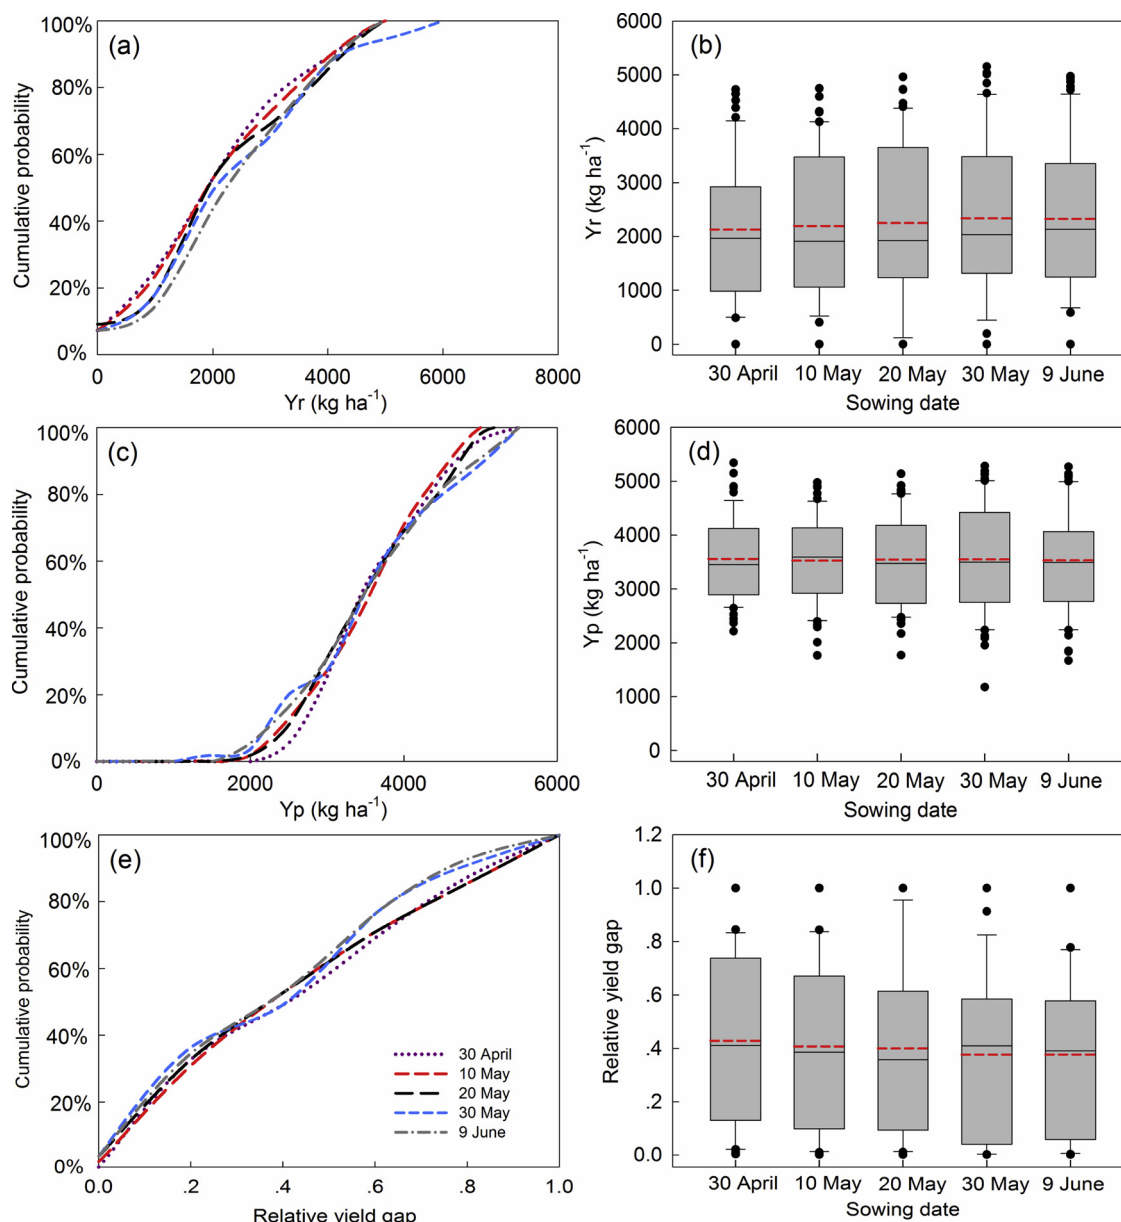 (a)
100%
80%
60%
40%
20%
0%
Cumulative probability
0 2000 4000 6000 8000
Yr (kg ha-1)
(b)
6000
5000
4000
3000
2000
1000
0
Yr (kg ha-1)
30 April 10 May 20 May 30 May 9 June
Sowing date
(c)
100%
80%
60%
40%
20%
0%
Cumulative probability
0 2000 4000 6000
Yp (kg ha-1)
(d)
6000
5000
4000
3000
2000
1000
0
Yp (kg ha-1)
30 April 10 May 20 May 30 May 9 June
Sowing date
(e)
100%
80%
60%
40%
20%
0%
Cumulative probability
30 April
10 May
20 May
30 May
9 June
0.0 .2 .4 .6 .8 1.0
Relative yield gap
(f)
1.2
1.0
.8
.6
.4
.2
0.0
Relative yield gap
30 April 10 May 20 May 30 May 9 June
Sowing date